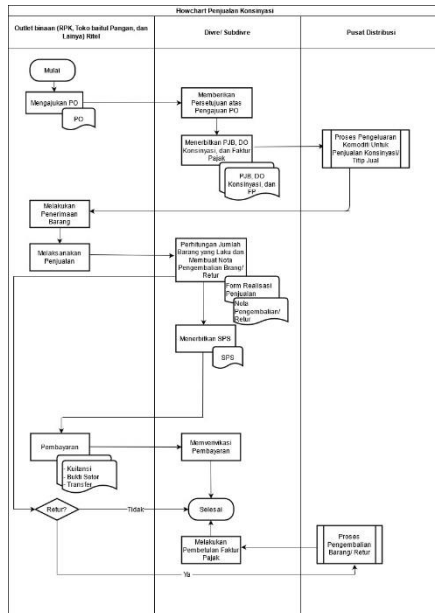 Flowchart Penjualan Konsinyasi
Outlet binaan (RPK, Toko baitul Pangan, dan
Lainya) Ritel
Divre/ Subdivre
Pusat Distribusi
Mulai
Mengajukan PO
PO
Memberikan
Persetujuan atas
Pengajuan PO
Menerbitkan PJB, DO
Konsinyasi, dan Faktur
Pajak
PJB, DO
Konsinyasi, dan
FP
Proses Pengeluaran
Komoditi Untuk
Penjualan Konsinyasi/
Titip Jual
Melakukan
Penerimaan
Barang
Melaksanakan
Penjualan
Perhitungan Jumlah
Barang yang Laku dan
Membuat Nota
Pengembalian Brang/
Retur
Form Realisasi
Penjualan
Nota
Pengembalian/
Retur
Menerbitkan SPS
SPS
Pembayaran
- Kuitansi
- Bukti Setor
- Transfer
Memverivikasi
Pembayaran
Retur?
Tidak
Selesai
Melakukan
Pembetulan Faktur
Pajak
Proses
Pengembalian
Barang/ Retur
Ya